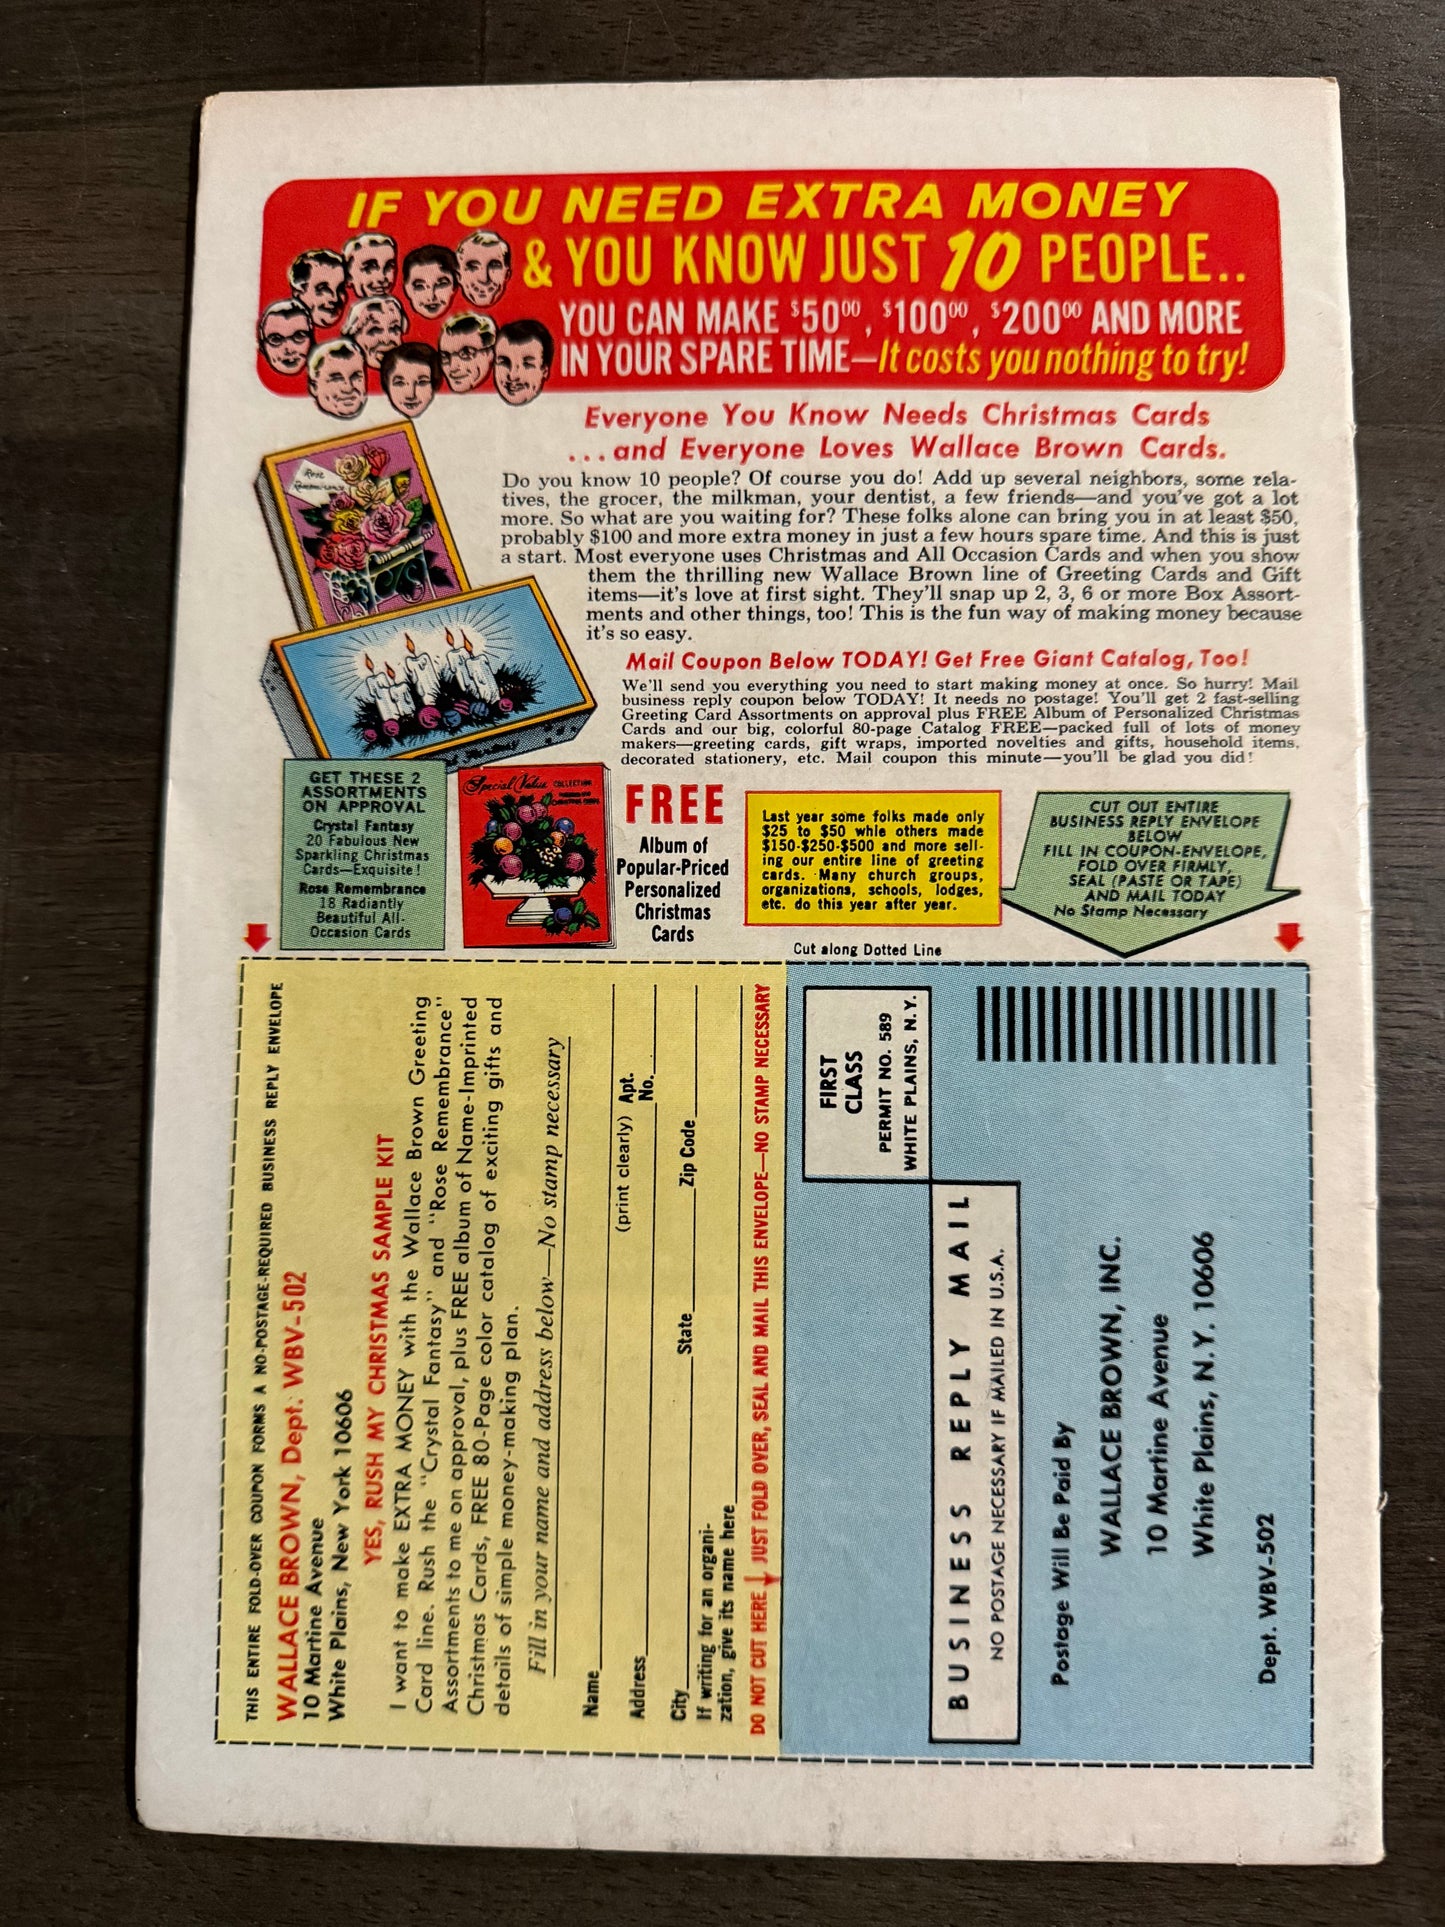 IF YOU NEED EXTRA MONEY
& YOU KNOW JUST 10 PEOPLE..
YOU CAN MAKE $50⁰⁰, $100⁰⁰, $200⁰⁰ AND MORE
IN YOUR SPARE TIME—It costs you nothing to try!
Everyone You Know Needs Christmas Cards
...and Everyone Loves Wallace Brown Cards.
Do you know 10 people? Of course you do! Add up several neighbors, some rela-
tives, the grocer, the milkman, your dentist, a few friends—and you've got a lot
more. So what are you waiting for? These folks alone can bring you in at least $50,
probably $100 and more extra money in just a few hours spare time. And this is just
a start. Most everyone uses Christmas and All Occasion Cards and when you show
them the thrilling new Wallace Brown line of Greeting Cards and Gift
items—it's love at first sight. They'll snap up 2, 3, 6 or more Box Assort-
ments and other things, too! This is the fun way of making money because
it's so easy.
Mail Coupon Below TODAY! Get Free Giant Catalog, Too!
We'll send you everything you need to start making money at once. So hurry! Mail
business reply coupon below TODAY! It needs no postage! You'll get 2 fast-selling
Greeting Card Assortments on approval plus FREE Album of Personalized Christmas
Cards and our big, colorful 80-page Catalog FREE—packed full of lots of money
makers—greeting cards, gift wraps, imported novelties and gifts, household items,
decorated stationery, etc. Mail coupon this minute—you'll be glad you did!
Rose
GET THESE 2
ASSORTMENTS
ON APPROVAL
Crystal Fantasy
20 Fabulous New
Sparkling Christmas
Cards—Exquisite!
Rose Remembrance
18 Radiantly
Beautiful All-
Occasion Cards
Special Value COLLECTION
FREE
Album of
Popular-Priced
Personalized
Christmas
Cards
Last year some folks made only
$25 to $50 while others made
$150-$250-$500 and more sell-
ing our entire line of greeting
cards. Many church groups,
organizations, schools, lodges,
etc. do this year after year.
CUT OUT ENTIRE
BUSINESS REPLY ENVELOPE
BELOW
FILL IN COUPON-ENVELOPE,
FOLD OVER FIRMLY,
SEAL (PASTE OR TAPE)
AND MAIL TODAY
No Stamp Necessary
Cut along Dotted Line
THIS ENTIRE FOLD-OVER COUPON FORMS A NO-POSTAGE-REQUIRED BUSINESS REPLY ENVELOPE
WALLACE BROWN, Dept. WBV-502
10 Martine Avenue
White Plains, New York 10606
YES, RUSH MY CHRISTMAS SAMPLE KIT
I want to make EXTRA MONEY with the Wallace Brown Greeting
Card line. Rush the "Crystal Fantasy" and "Rose Remembrance"
Assortments to me on approval, plus FREE album of Name-Imprinted
Christmas Cards, FREE 80-Page color catalog of exciting gifts and
details of simple money-making plan.
Fill in your name and address below—No stamp necessary
Name
(print clearly)
Address Apt. No.
City State Zip Code
If writing for an organi-
zation, give its name here
DO NOT CUT HERE JUST FOLD OVER, SEAL AND MAIL THIS ENVELOPE—NO STAMP NECESSARY
FIRST
CLASS
PERMIT NO. 589
WHITE PLAINS, N.Y.
BUSINESS REPLY MAIL
NO POSTAGE NECESSARY IF MAILED IN U.S.A.
Postage Will Be Paid By
WALLACE BROWN, INC.
10 Martine Avenue
White Plains, N.Y. 10606
Dept. WBV-502